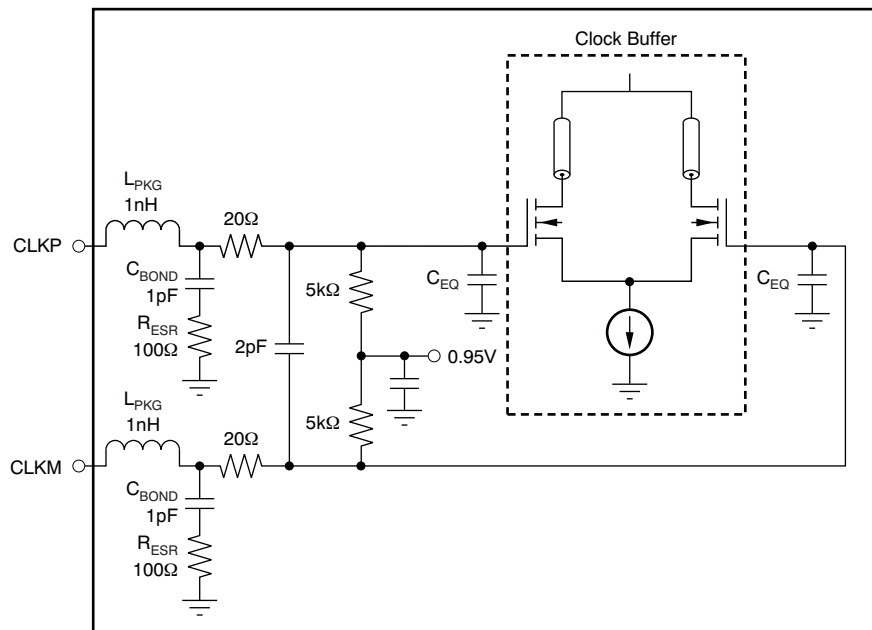 Clock Buffer
L_PKG
1nH
20Ω
CLKP
C_BOND
1pF
R_ESR
100Ω
5kΩ
C_EQ
C_EQ
2pF
0.95V
L_PKG
1nH
20Ω
5kΩ
CLKM
C_BOND
1pF
R_ESR
100Ω